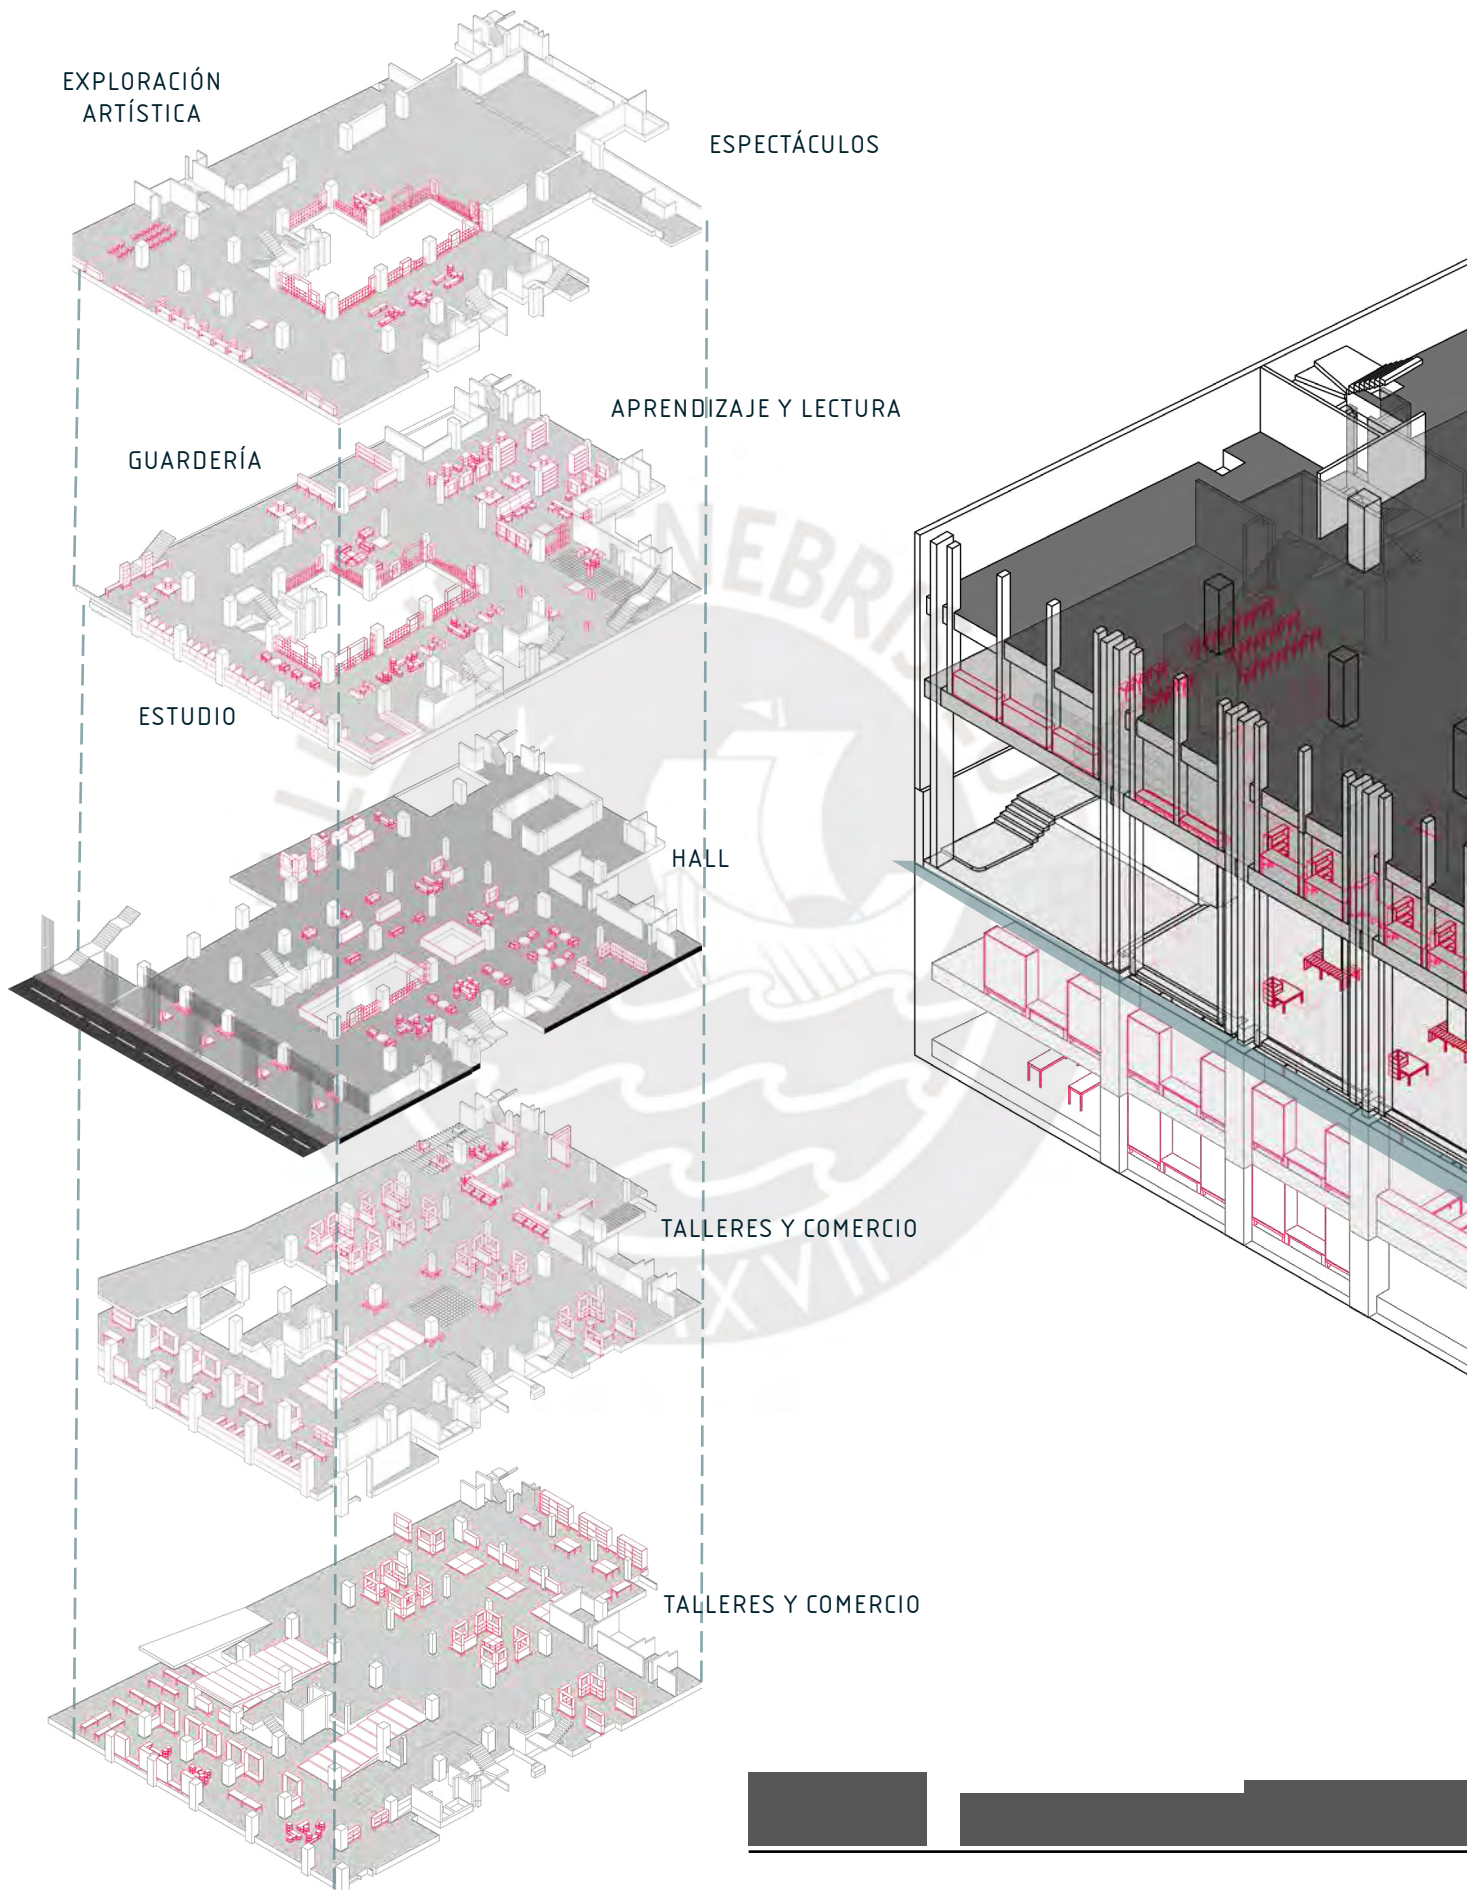 EXPLORACIÓN
ARTÍSTICA
ESPECTÁCULOS
APRENDIZAJE Y LECTURA
GUARDERÍA
ESTUDIO
HALL
TALLERES Y COMERCIO
TALLERES Y COMERCIO